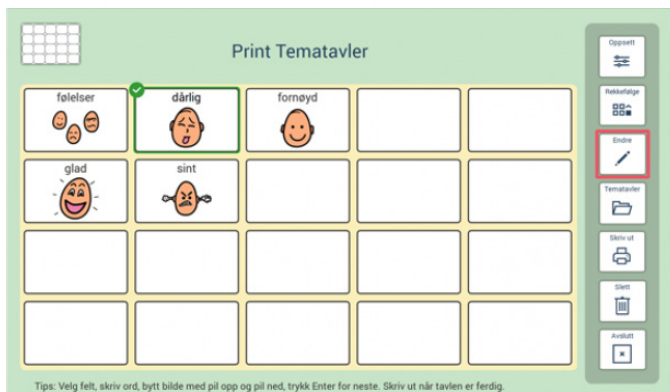 Print Tematavler
følelser
dårlig
fornøyd
glad
sint
Oppsett
Rekkefølge
Endre
Tematavler
Skriv ut
Slett
Avslutt
Tips: Velg felt, skriv ord, bytt bilde med pil opp og pil ned, trykk Enter for neste. Skriv ut når tavlen er ferdig.